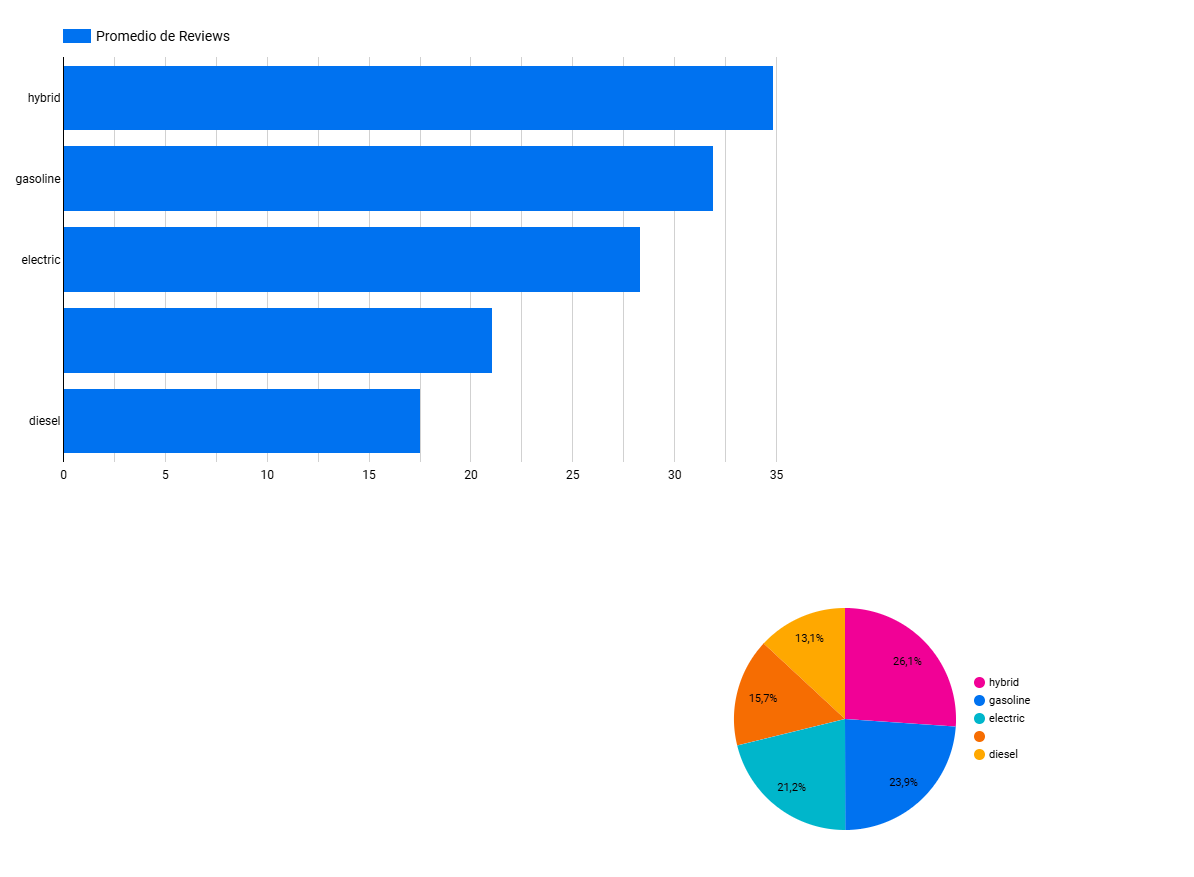 Promedio de Reviews
hybrid
gasoline
electric
diesel
0 5 10 15 20 25 30 35
13,1%
26,1%
15,7%
21,2%
23,9%
hybrid
gasoline
electric
diesel